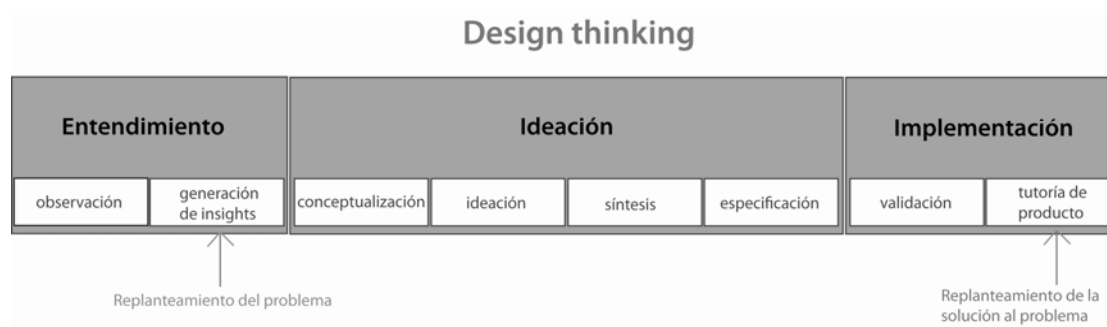 Design thinking
Entendimiento
Ideación
Implementación
observación
generación
de insights
conceptualización
ideación
síntesis
especificación
validación
tutoría de
producto
Replanteamiento del problema
Replanteamiento de la
solución al problema